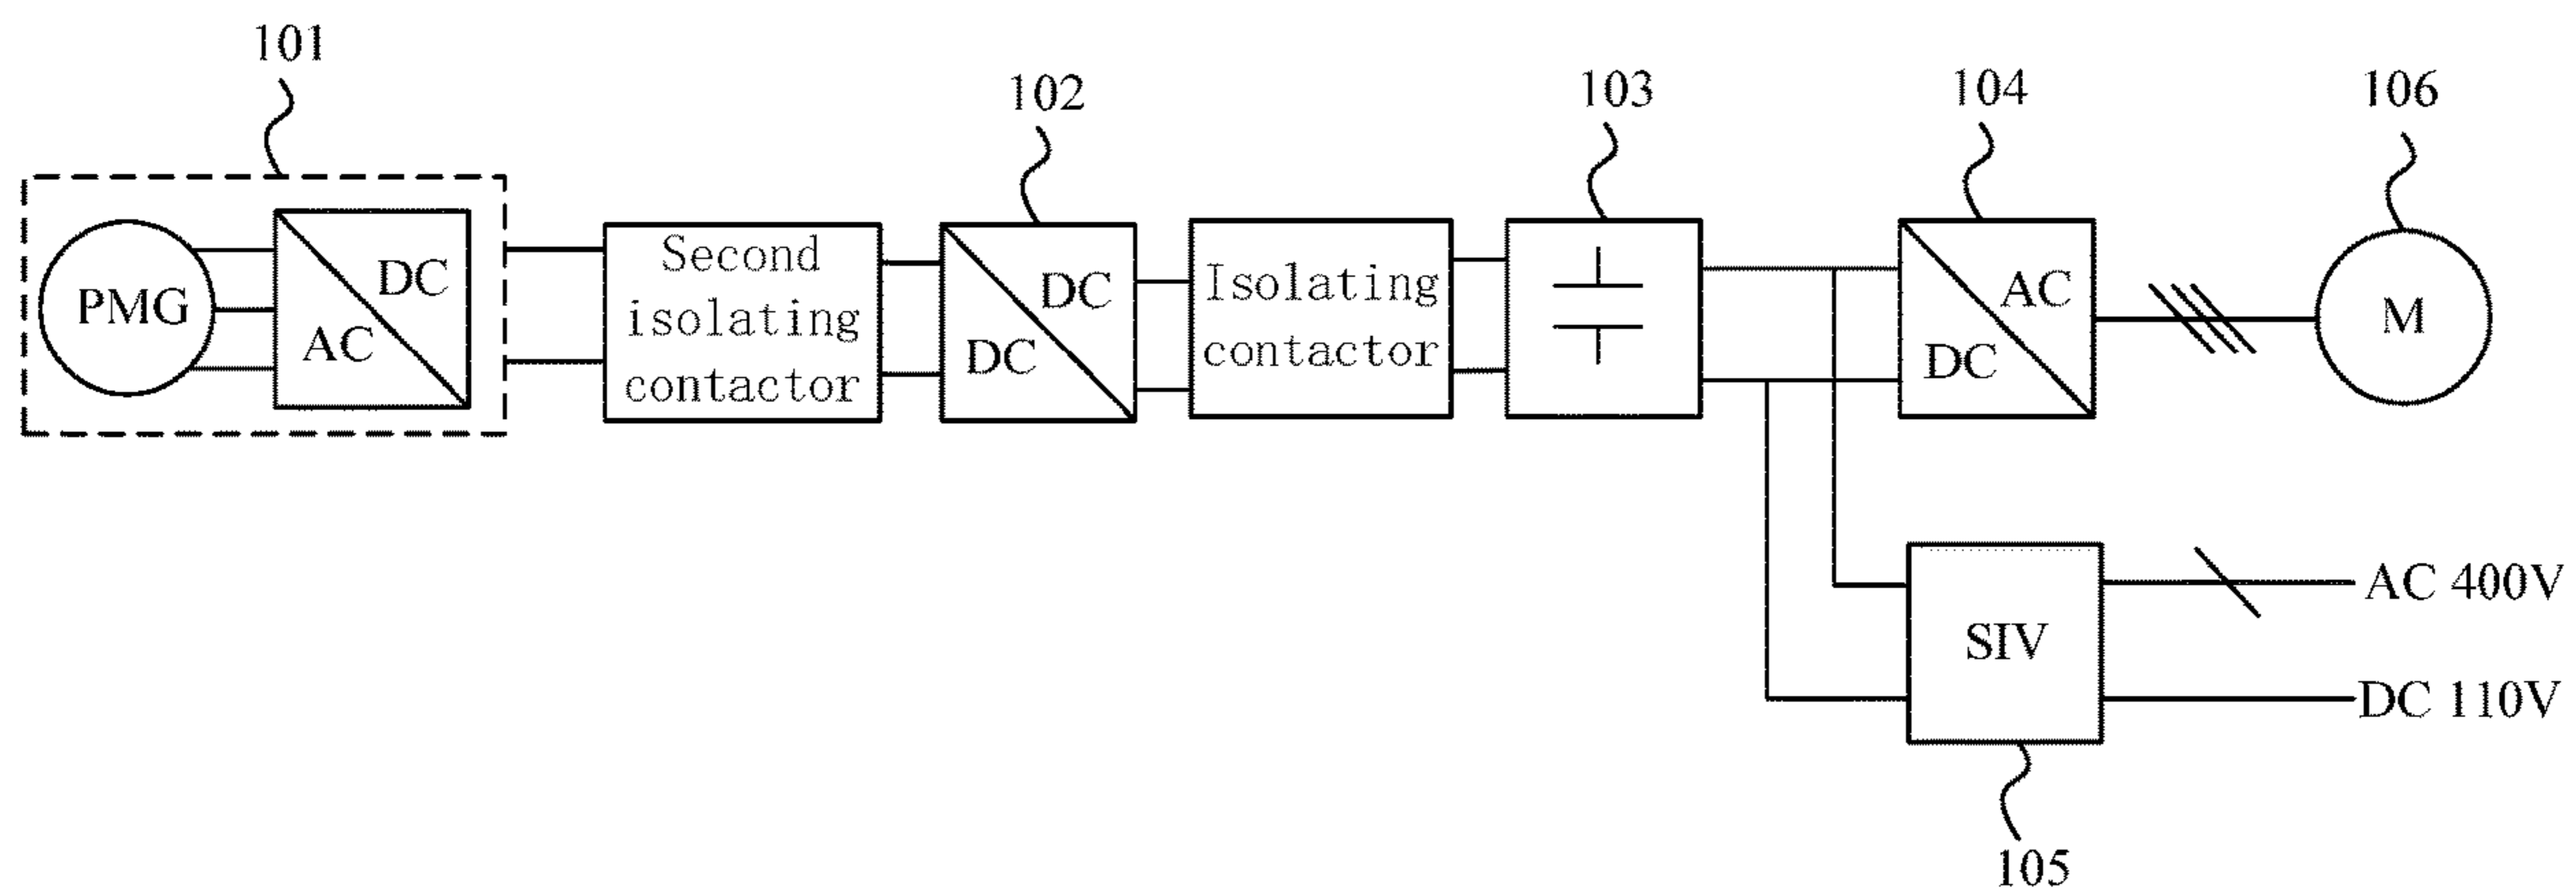 101
102
103
104
106
PMG
AC
DC
Second
isolating
contactor
DC
DC
Isolating
contactor
AC
DC
M
SIV
AC 400V
DC 110V
105